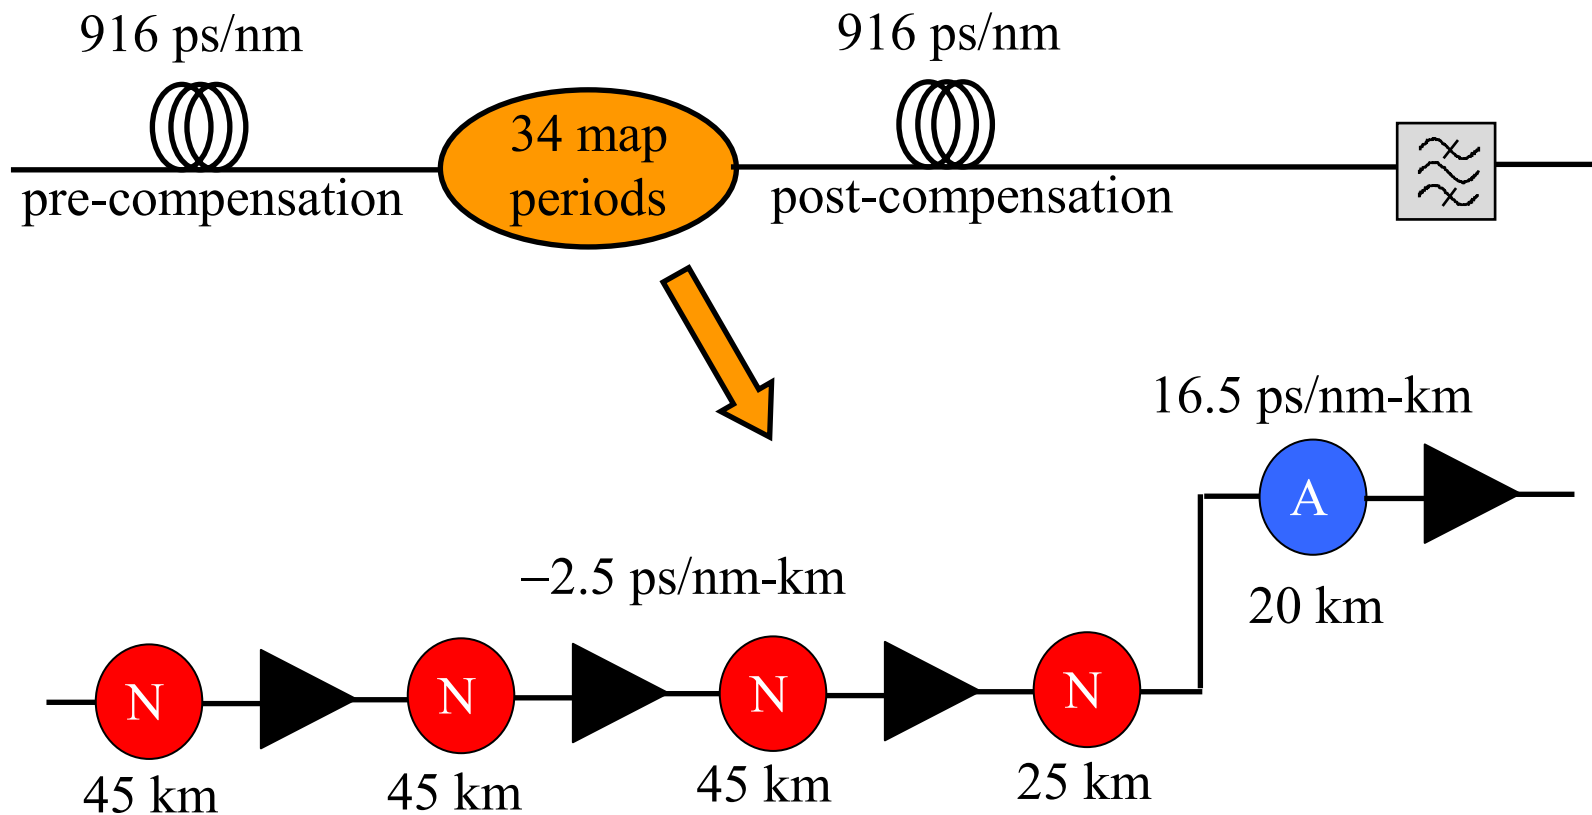 916 ps/nm
916 ps/nm
34 map
periods
pre-compensation
post-compensation
16.5 ps/nm-km
A
−2.5 ps/nm-km
20 km
N
N
N
N
45 km
45 km
45 km
25 km